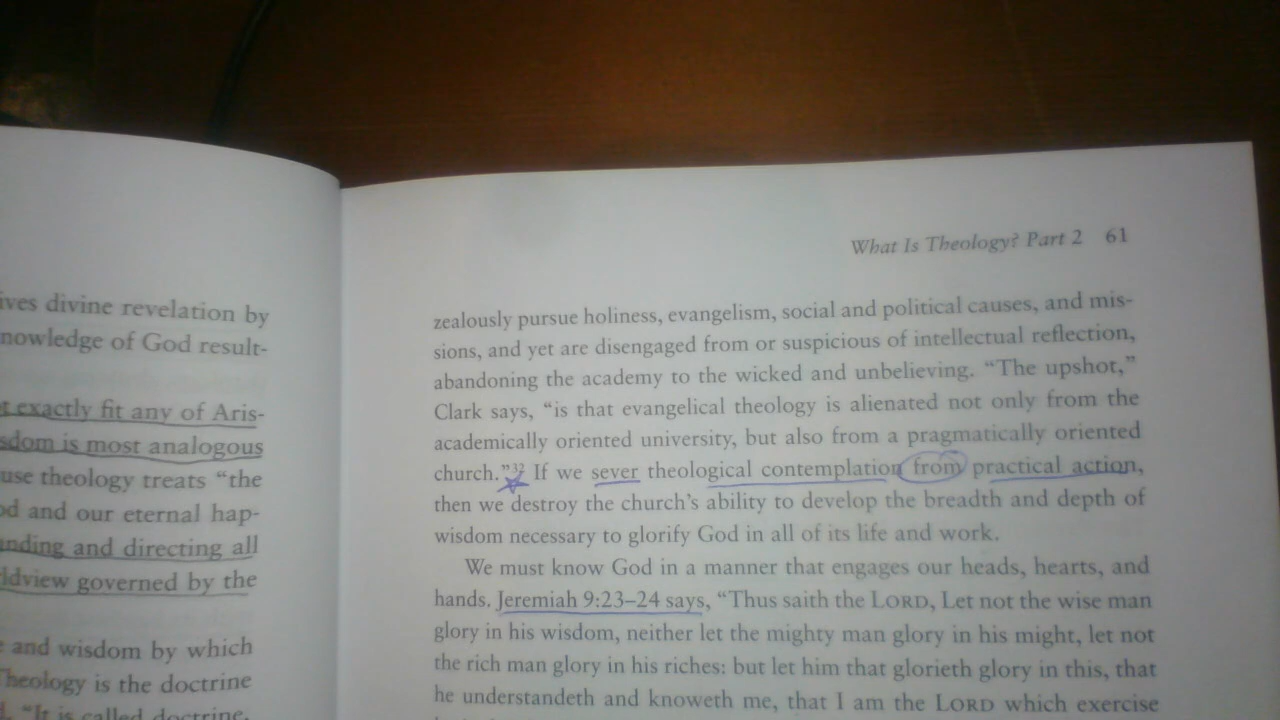 ives divine revelation by
nowledge of God result-
t exactly fit any of Aris-
sdom is most analogous
use theology treats “the
od and our eternal hap-
nding and directing all
ldview governed by the
and wisdom by which
Theology is the doctrine
“It is called doctrine,
What Is Theology? Part 2 61
zealously pursue holiness, evangelism, social and political causes, and mis-
sions, and yet are disengaged from or suspicious of intellectual reflection,
abandoning the academy to the wicked and unbelieving. “The upshot,”
Clark says, “is that evangelical theology is alienated not only from the
academically oriented university, but also from a pragmatically oriented
church.”32 If we sever theological contemplation from practical action,
then we destroy the church’s ability to develop the breadth and depth of
wisdom necessary to glorify God in all of its life and work.
We must know God in a manner that engages our heads, hearts, and
hands. Jeremiah 9:23–24 says, “Thus saith the LORD, Let not the wise man
glory in his wisdom, neither let the mighty man glory in his might, let not
the rich man glory in his riches: but let him that glorieth glory in this, that
he understandeth and knoweth me, that I am the LORD which exercise